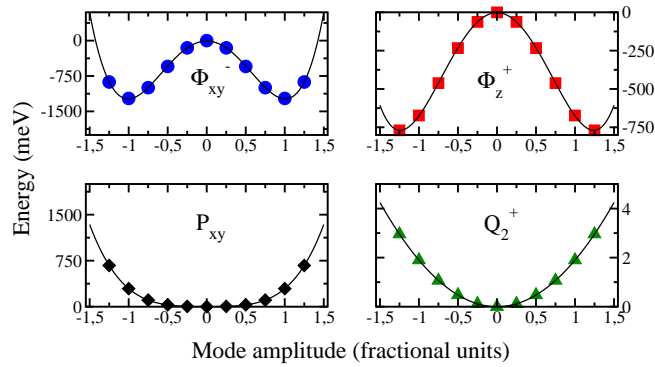 0
-750
-1500
Φxy-
-1,5 -1 -0,5 0 0,5 1 1,5
0
-250
-500
-750
Φz+
-1,5 -1 -0,5 0 0,5 1 1,5
Energy (meV)
1500
750
0
Pxy
-1,5 -1 -0,5 0 0,5 1 1,5
4
2
0
Q2+
-1,5 -1 -0,5 0 0,5 1 1,5
Mode amplitude (fractional units)